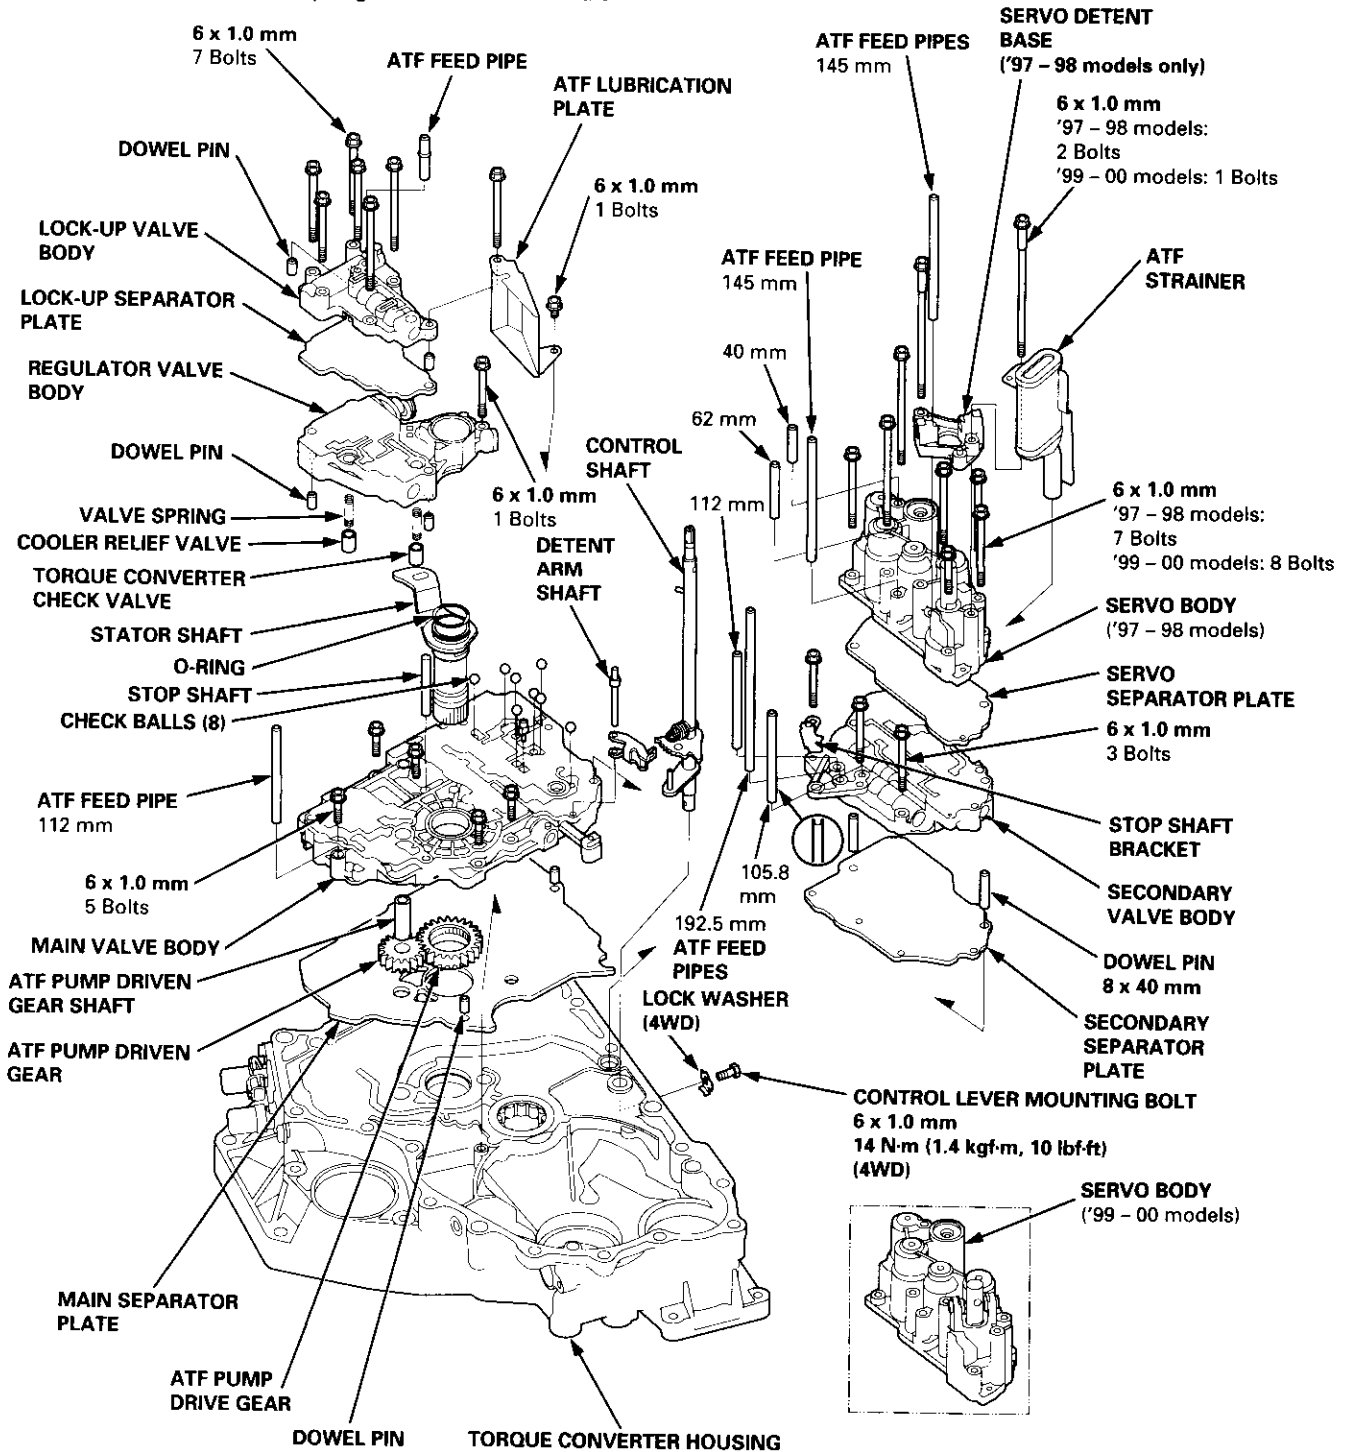 6 x 1.0 mm
7 Bolts
ATF FEED PIPE
ATF LUBRICATION
PLATE
DOWEL PIN
6 x 1.0 mm
1 Bolts
LOCK-UP VALVE
BODY
LOCK-UP SEPARATOR
PLATE
REGULATOR VALVE
BODY
DOWEL PIN
6 x 1.0 mm
1 Bolts
VALVE SPRING
COOLER RELIEF VALVE
TORQUE CONVERTER
CHECK VALVE
STATOR SHAFT
O-RING
STOP SHAFT
CHECK BALLS (8)
DETENT
ARM
SHAFT
CONTROL
SHAFT
ATF FEED PIPE
112 mm
6 x 1.0 mm
5 Bolts
MAIN VALVE BODY
ATF PUMP DRIVEN
GEAR SHAFT
ATF PUMP DRIVEN
GEAR
MAIN SEPARATOR
PLATE
ATF PUMP
DRIVE GEAR
DOWEL PIN
TORQUE CONVERTER HOUSING
ATF FEED PIPES
145 mm
SERVO DETENT
BASE
('97 – 98 models only)
6 x 1.0 mm
'97 – 98 models:
2 Bolts
'99 – 00 models: 1 Bolts
ATF
STRAINER
ATF FEED PIPE
145 mm
40 mm
62 mm
112 mm
6 x 1.0 mm
'97 – 98 models:
7 Bolts
'99 – 00 models: 8 Bolts
SERVO BODY
('97 – 98 models)
SERVO
SEPARATOR PLATE
6 x 1.0 mm
3 Bolts
STOP SHAFT
BRACKET
SECONDARY
VALVE BODY
105.8
mm
192.5 mm
ATF FEED
PIPES
DOWEL PIN
8 x 40 mm
SECONDARY
SEPARATOR
PLATE
LOCK WASHER
(4WD)
CONTROL LEVER MOUNTING BOLT
6 x 1.0 mm
14 N·m (1.4 kgf·m, 10 lbf·ft)
(4WD)
SERVO BODY
('99 – 00 models)